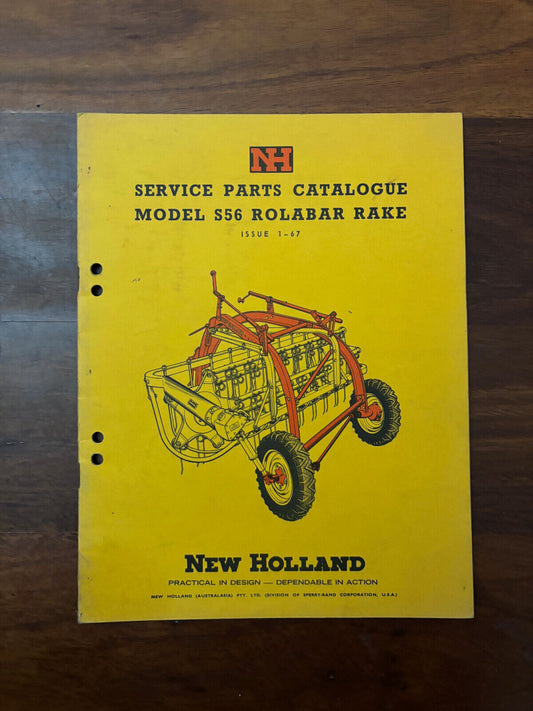 NH
SERVICE PARTS CATALOGUE
MODEL S56 ROLABAR RAKE
ISSUE 1-67
NEW HOLLAND
PRACTICAL IN DESIGN — DEPENDABLE IN ACTION
NEW HOLLAND (AUSTRALASIA) PTY. LTD. (DIVISION OF SPERRY-RAND CORPORATION, U.S.A.)